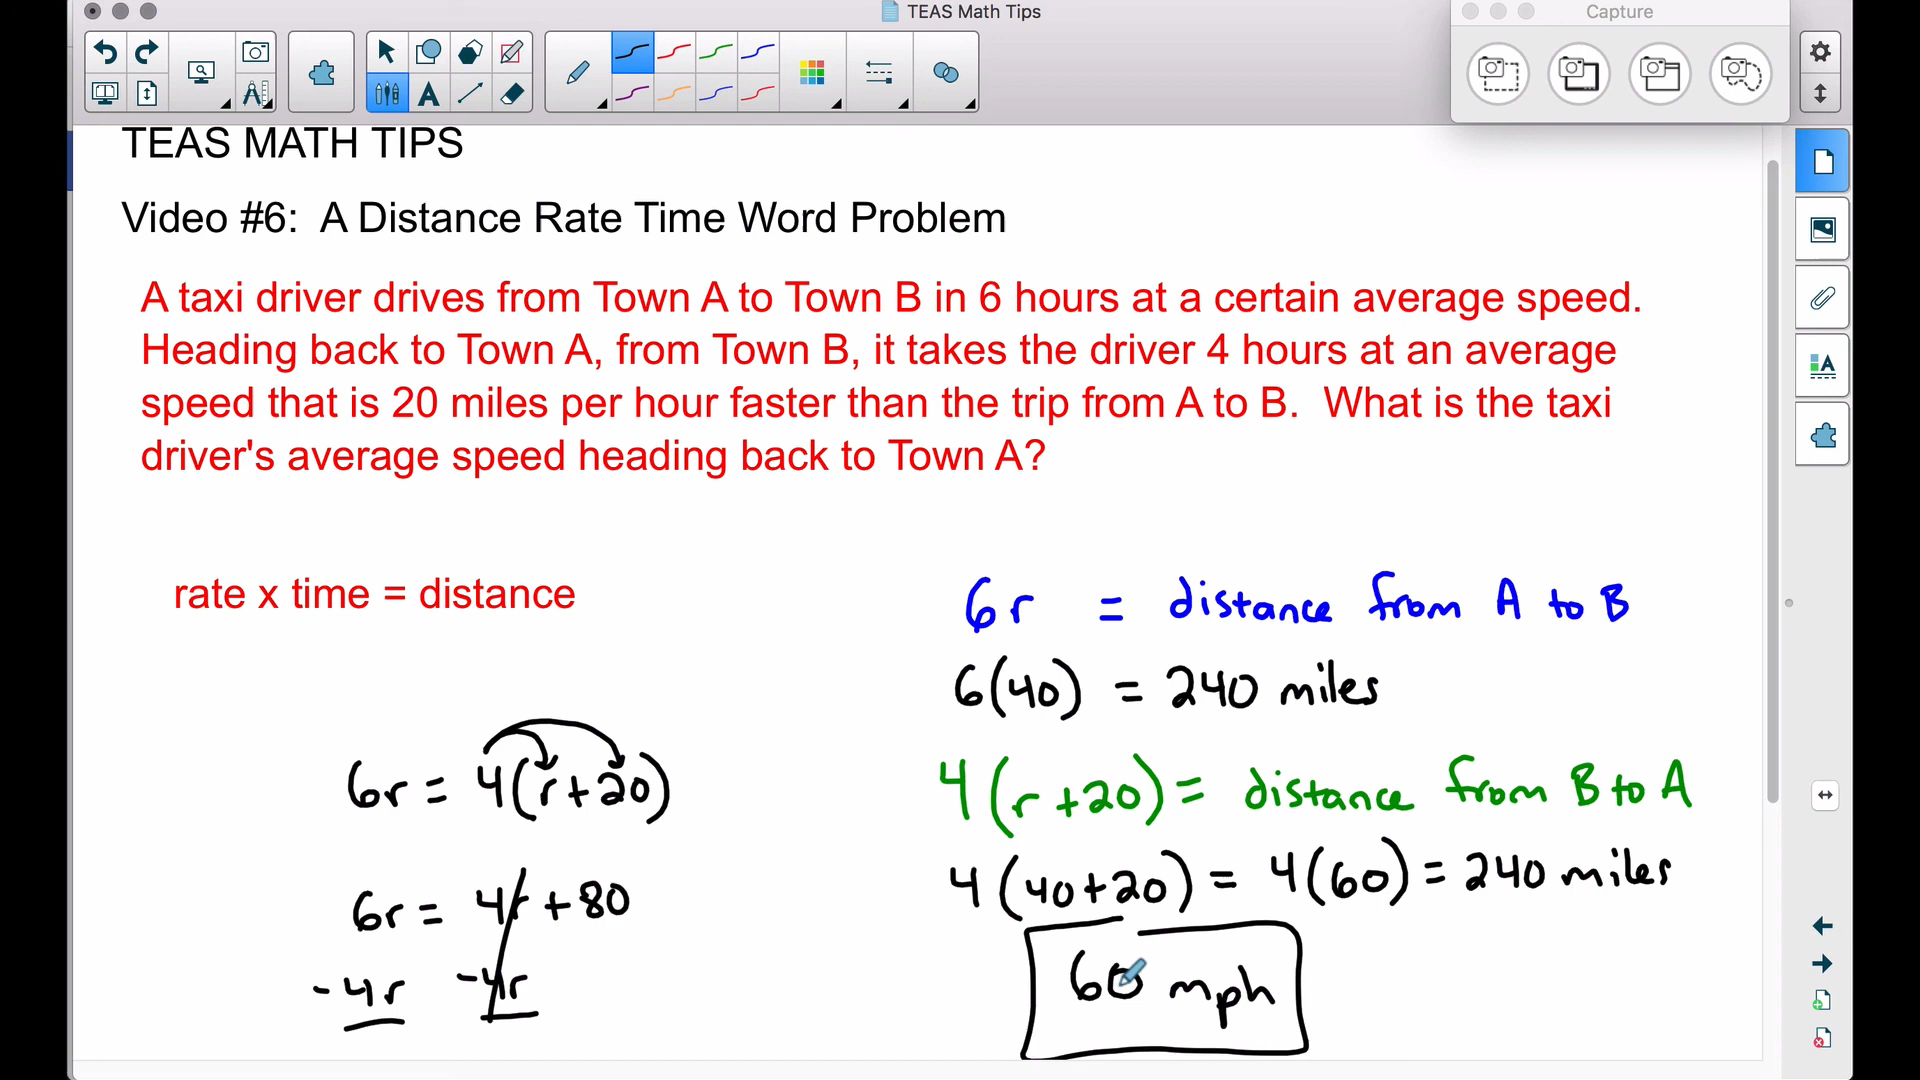 TEAS Math Tips
Capture
TEAS MATH TIPS
Video #6: A Distance Rate Time Word Problem
A taxi driver drives from Town A to Town B in 6 hours at a certain average speed.
Heading back to Town A, from Town B, it takes the driver 4 hours at an average
speed that is 20 miles per hour faster than the trip from A to B. What is the taxi
driver's average speed heading back to Town A?
rate x time = distance
6r = distance from A to B
6(40) = 240 miles
6r = 4(r+20)
4(r+20) = distance from B to A
4(40+20) = 4(60) = 240 miles
6r = 4r +80
-4r -4r
60 mph